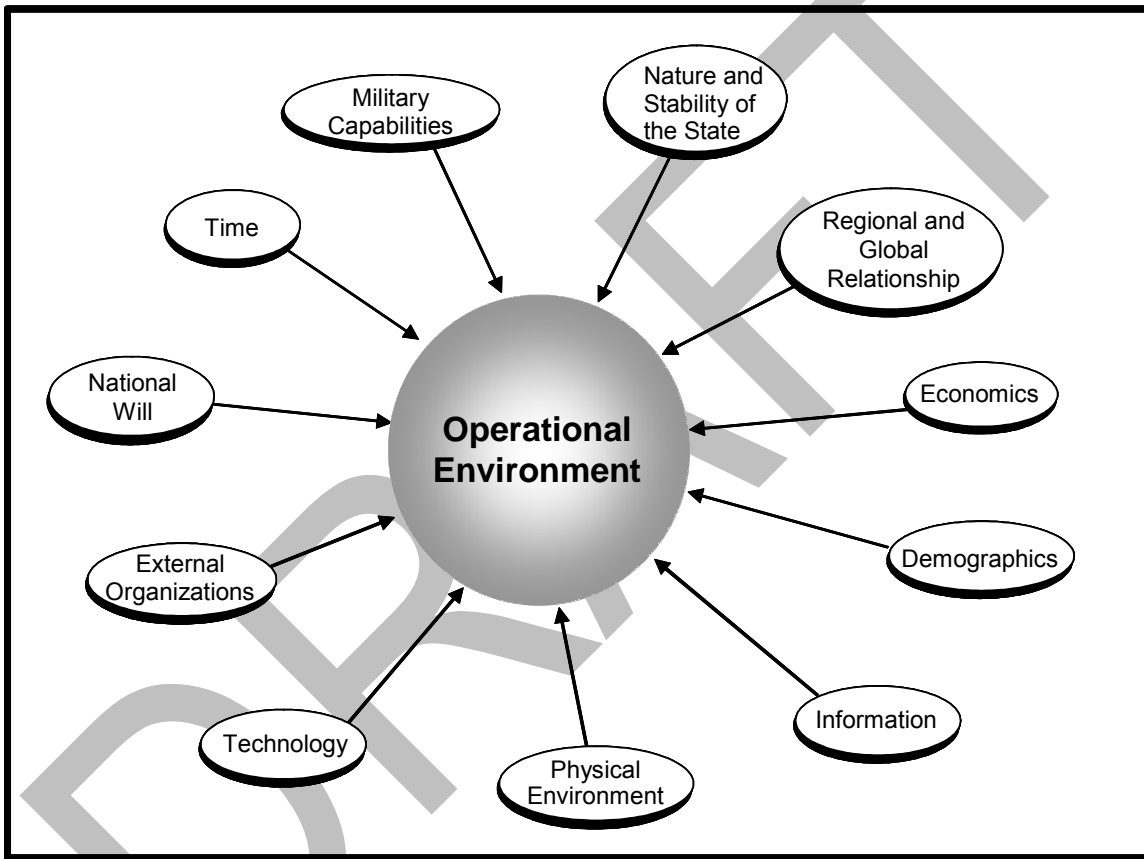 Military
Capabilities
Nature and
Stability of
the State
Time
Regional and
Global
Relationship
National
Will
Economics
Operational
Environment
External
Organizations
Demographics
Technology
Information
Physical
Environment
DRAFT